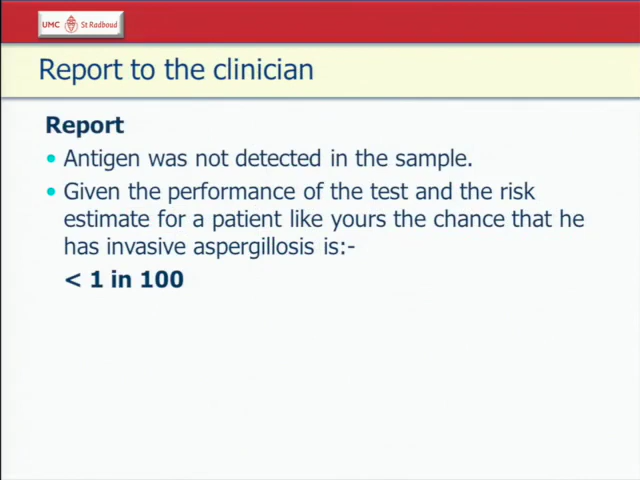 UMC St Radboud
Report to the clinician
Report
• Antigen was not detected in the sample.
• Given the performance of the test and the risk
estimate for a patient like yours the chance that he
has invasive aspergillosis is:-
< 1 in 100